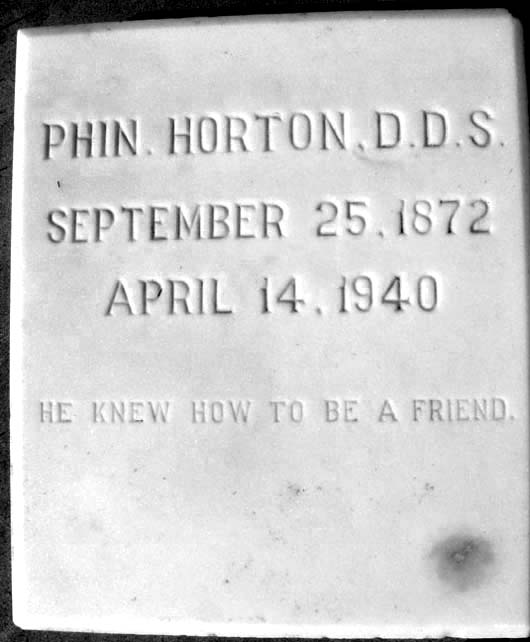 PHIN. HORTON, D.D.S.
SEPTEMBER 25, 1872
APRIL 14, 1940
HE KNEW HOW TO BE A FRIEND.